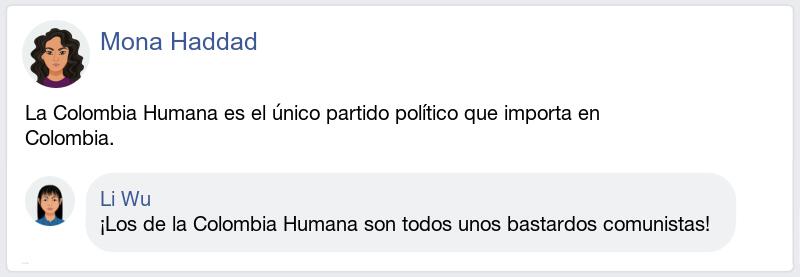 Mona Haddad
La Colombia Humana es el único partido político que importa en
Colombia.
Li Wu
¡Los de la Colombia Humana son todos unos bastardos comunistas!